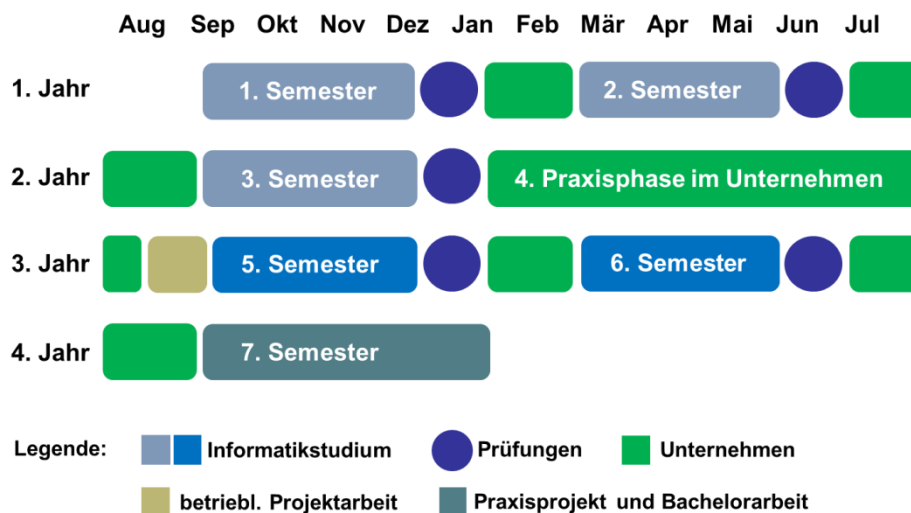 Aug Sep Okt Nov Dez Jan Feb Mär Apr Mai Jun Jul
1. Jahr 1. Semester 2. Semester
2. Jahr 3. Semester 4. Praxisphase im Unternehmen
3. Jahr 5. Semester 6. Semester
4. Jahr 7. Semester
Legende: Informatikstudium Prüfungen Unternehmen
betriebl. Projektarbeit Praxisprojekt und Bachelorarbeit